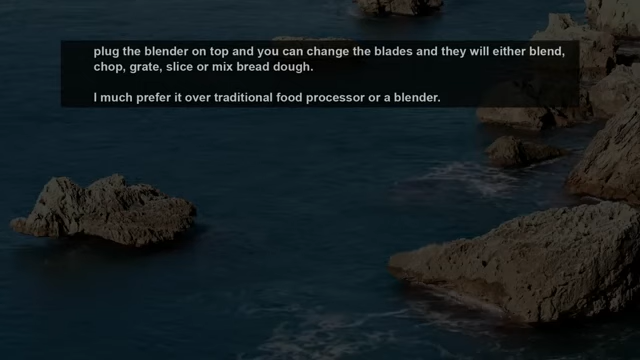 plug the blender on top and you can change the blades and they will either blend,
chop, grate, slice or mix bread dough.
I much prefer it over traditional food processor or a blender.